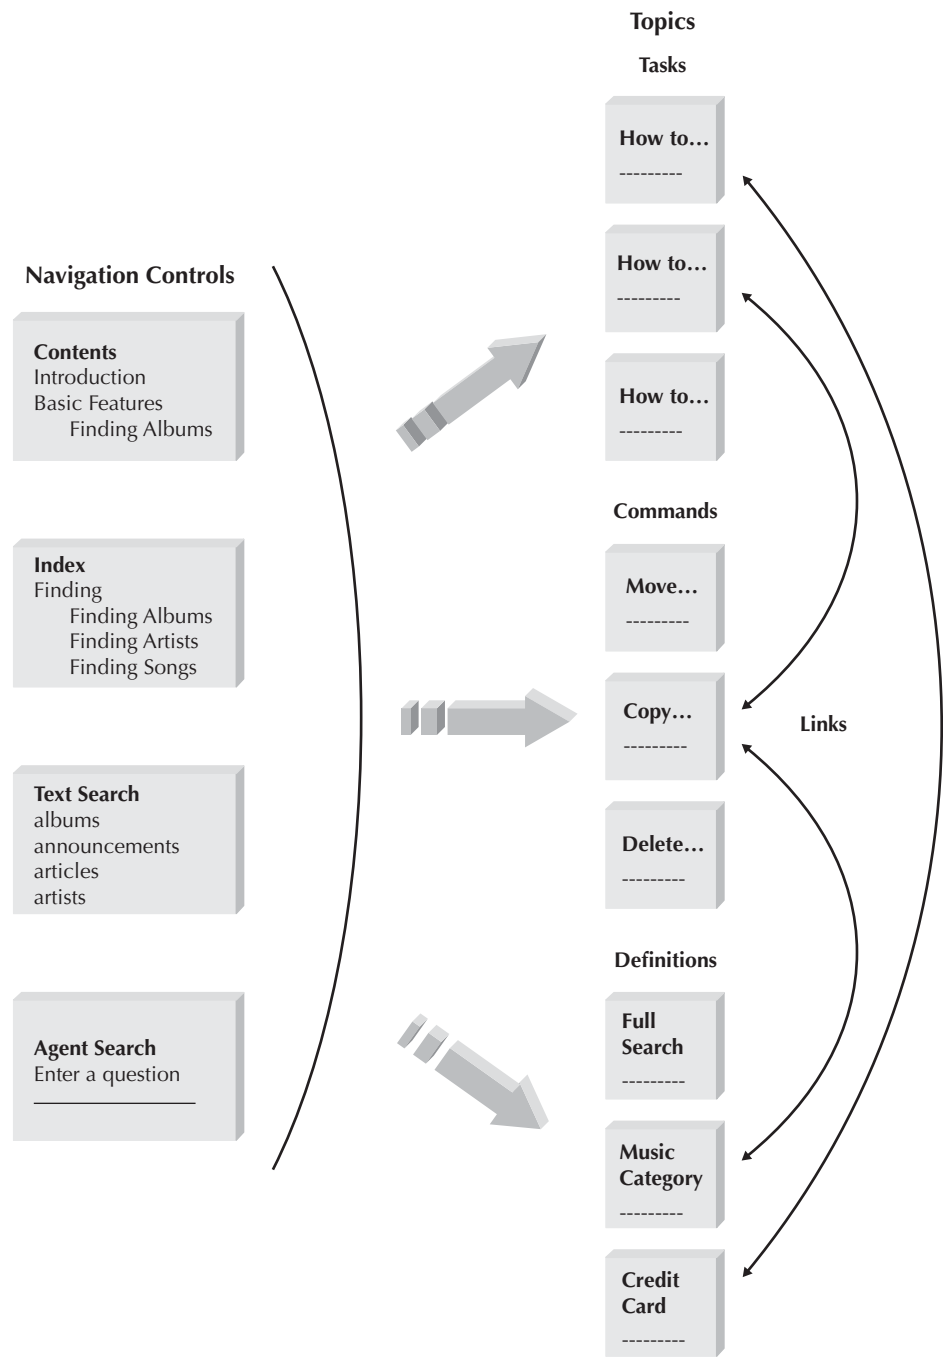 Navigation Controls
Contents
Introduction
Basic Features
Finding Albums
Index
Finding
Finding Albums
Finding Artists
Finding Songs
Text Search
albums
announcements
articles
artists
Agent Search
Enter a question
Topics
Tasks
How to…
---------
How to…
---------
How to…
---------
Commands
Move…
---------
Copy…
---------
Delete…
---------
Definitions
Full
Search
---------
Music
Category
---------
Credit
Card
---------
Links